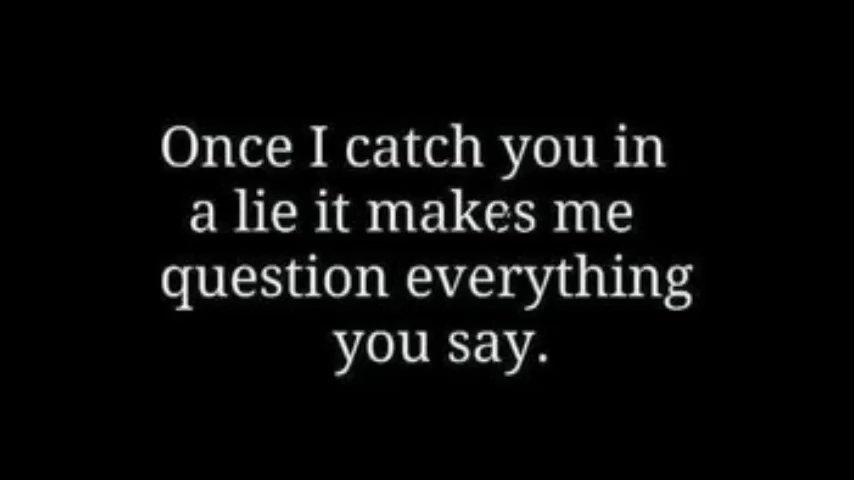 Once I catch you in
a lie it makes me
question everything
you say.